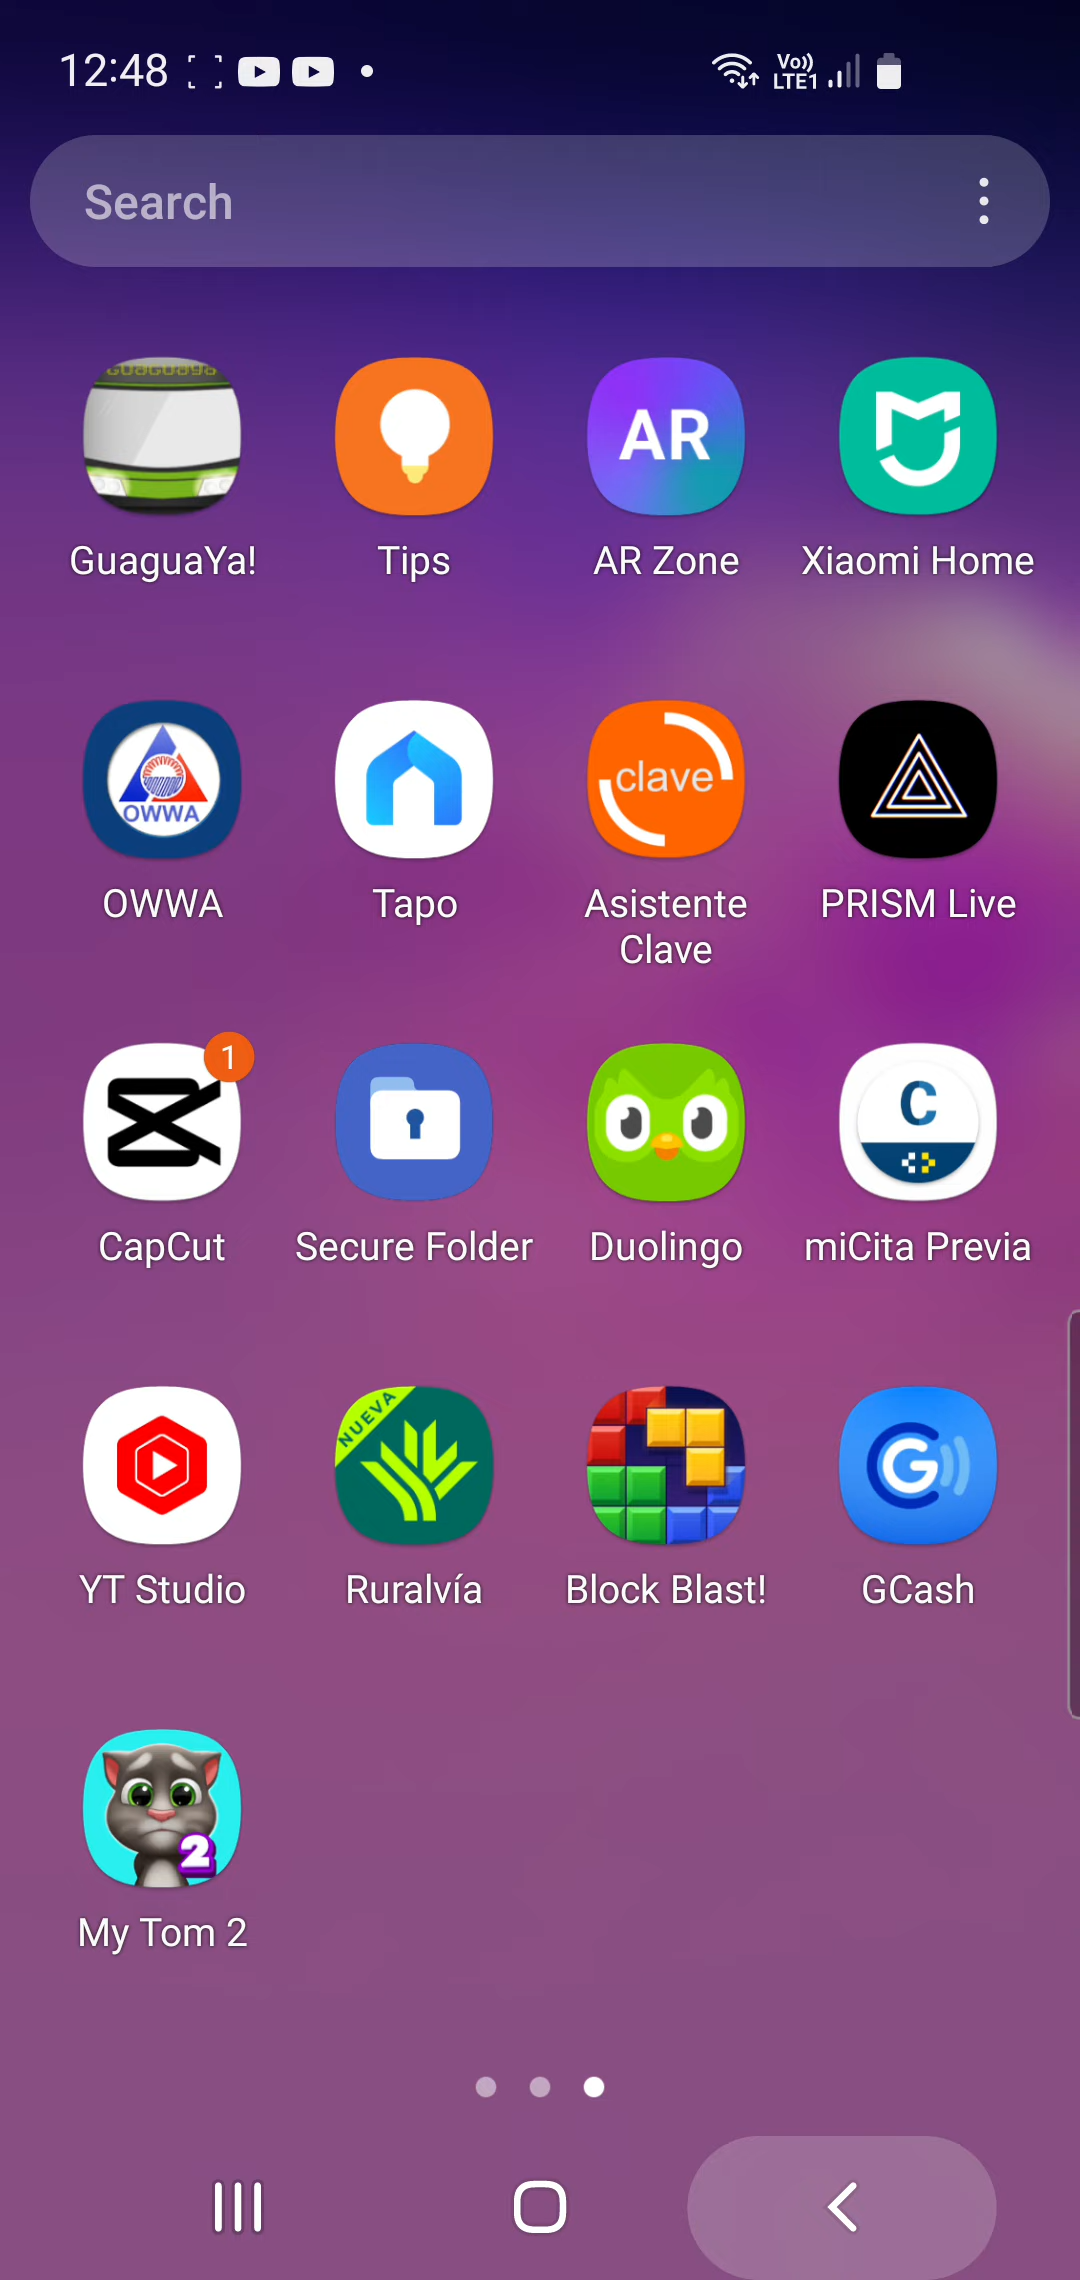 12:48
Vo))
LTE1
Search
GuaguaYa
GuaguaYa!
Tips
AR
AR Zone
Xiaomi Home
OWWA
OWWA
Tapo
clave
Asistente
Clave
PRISM Live
1
CapCut
Secure Folder
Duolingo
C
miCita Previa
YT Studio
NUEVA
Ruralvía
Block Blast!
G
GCash
2
My Tom 2